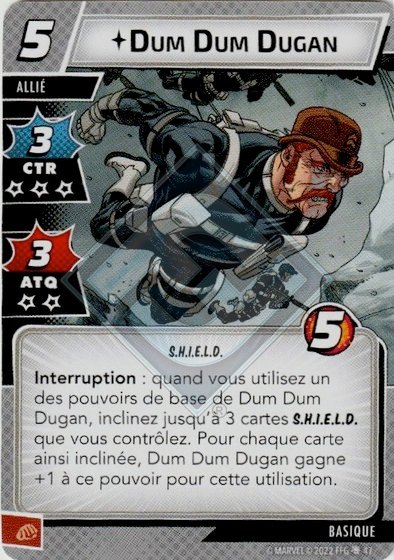 5
Dum Dum Dugan
ALLIÉ
3
CTR
3
ATQ
5
S.H.I.E.L.D.
Interruption : quand vous utilisez un
des pouvoirs de base de Dum Dum
Dugan, inclinez jusqu'à 3 cartes S.H.I.E.L.D.
que vous contrôlez. Pour chaque carte
ainsi inclinée, Dum Dum Dugan gagne
+1 à ce pouvoir pour cette utilisation.
BASIQUE
© MARVEL © 2022 FFG 47